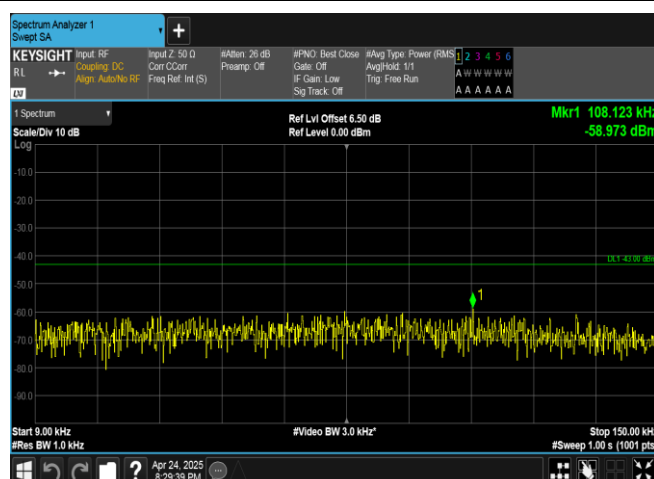 Spectrum Analyzer 1
Swept SA
+
KEYSIGHT
RL
LXI
Input: RF
Coupling: DC
Align: Auto/No RF
Input Z: 50 Ω
Corr CCorr
Freq Ref: Int (S)
#Atten: 26 dB
Preamp: Off
#PNO: Best Close
Gate: Off
IF Gain: Low
Sig Track: Off
#Avg Type: Power (RMS
Avg|Hold: 1/1
Trig: Free Run
1 2 3 4 5 6
A W W W W W
A A A A A A
1 Spectrum
Scale/Div 10 dB
Log
Ref Lvl Offset 6.50 dB
Ref Level 0.00 dBm
Mkr1 108.123 kHz
-58.973 dBm
-10.0
-20.0
-30.0
-40.0
DL1 -43.00 dBm
-50.0
1
-60.0
-70.0
-80.0
-90.0
Start 9.00 kHz
#Res BW 1.0 kHz
#Video BW 3.0 kHz*
Stop 150.00 kHz
#Sweep 1.00 s (1001 pts
?
Apr 24, 2025
8:29:39 PM